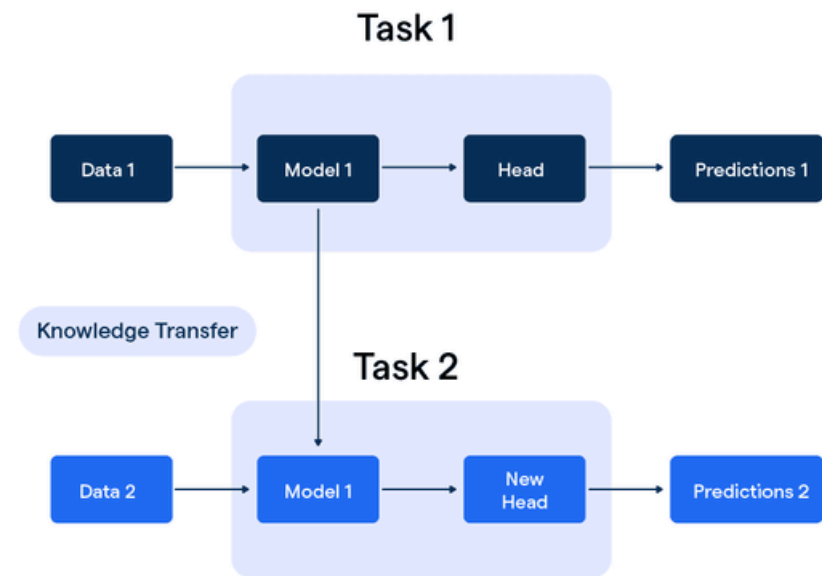 Task 1
Data 1
Model 1
Head
Predictions 1
Knowledge Transfer
Task 2
Data 2
Model 1
New
Head
Predictions 2